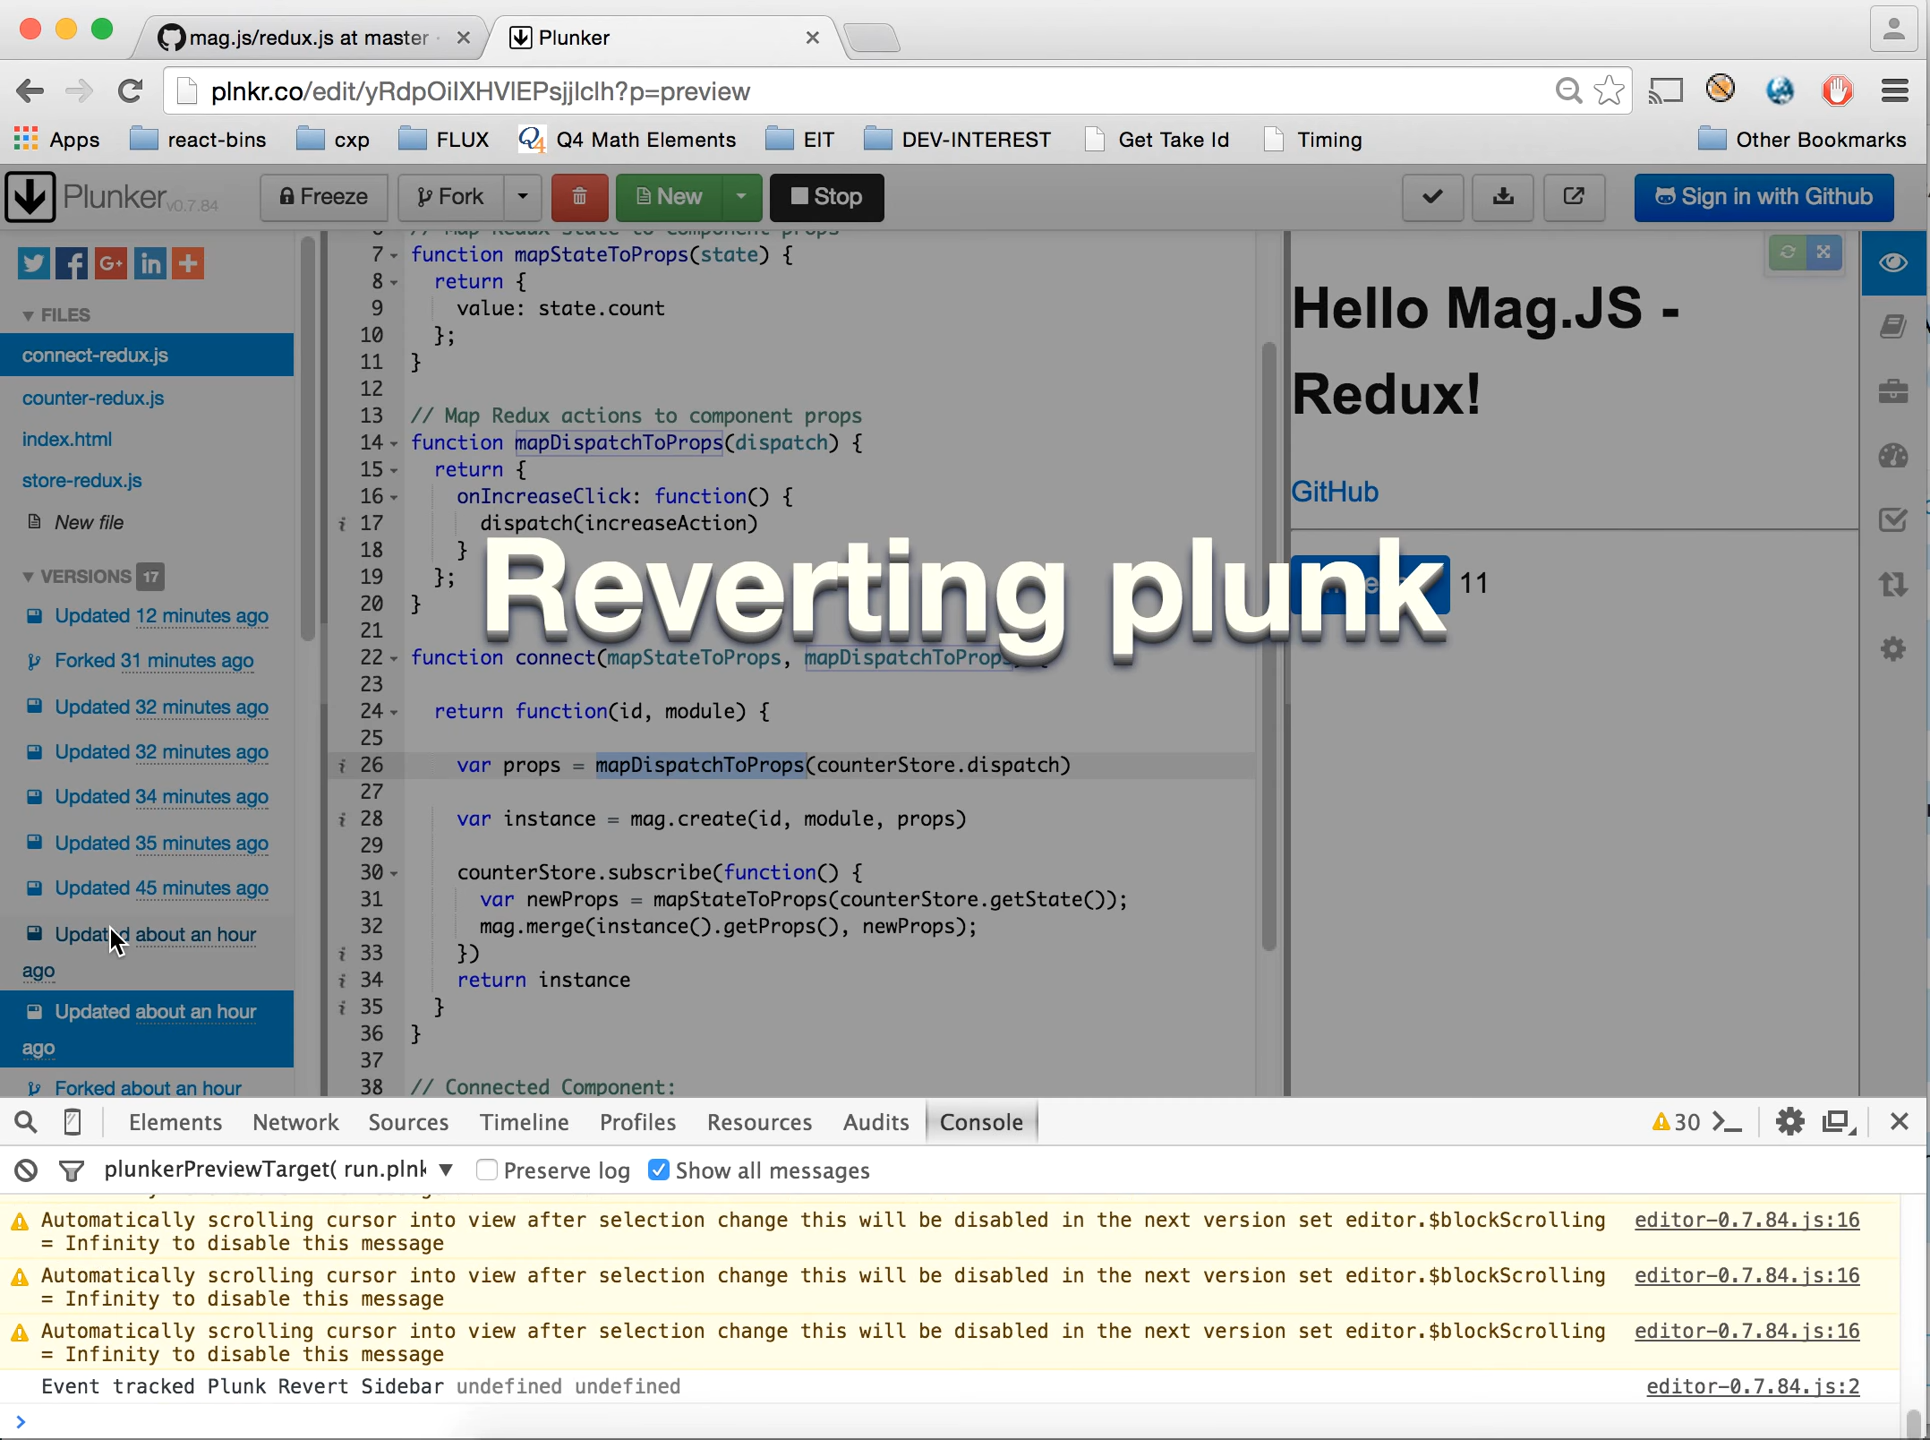 mag.js/redux.js at master
Plunker
plnkr.co/edit/yRdpOiIXHVlEPsjjlclh?p=preview
Apps react-bins cxp FLUX Q4 Math Elements EIT DEV-INTEREST Get Take Id Timing Other Bookmarks
Plunker v0.7.84 Freeze Fork New Stop Sign in with Github
FILES
connect-redux.js
counter-redux.js
index.html
store-redux.js
New file
VERSIONS 17
Updated 12 minutes ago
Forked 31 minutes ago
Updated 32 minutes ago
Updated 32 minutes ago
Updated 34 minutes ago
Updated 35 minutes ago
Updated 45 minutes ago
Updated about an hour
ago
Updated about an hour
ago
Forked about an hour
6 // Map Redux state to component props
7 function mapStateToProps(state) {
8 return {
9 value: state.count
10 };
11 }
12
13 // Map Redux actions to component props
14 function mapDispatchToProps(dispatch) {
15 return {
16 onIncreaseClick: function() {
17 dispatch(increaseAction)
18 }
19 };
20 }
21
22 function connect(mapStateToProps, mapDispatchToProps) {
23
24 return function(id, module) {
25
26 var props = mapDispatchToProps(counterStore.dispatch)
27
28 var instance = mag.create(id, module, props)
29
30 counterStore.subscribe(function() {
31 var newProps = mapStateToProps(counterStore.getState());
32 mag.merge(instance().getProps(), newProps);
33 })
34 return instance
35 }
36 }
37
38 // Connected Component:
Hello Mag.JS -
Redux!
GitHub
11
Reverting plunk
Elements Network Sources Timeline Profiles Resources Audits Console 30
plunkerPreviewTarget( run.plnk Preserve log Show all messages
Automatically scrolling cursor into view after selection change this will be disabled in the next version set editor.$blockScrolling editor-0.7.84.js:16
= Infinity to disable this message
Automatically scrolling cursor into view after selection change this will be disabled in the next version set editor.$blockScrolling editor-0.7.84.js:16
= Infinity to disable this message
Automatically scrolling cursor into view after selection change this will be disabled in the next version set editor.$blockScrolling editor-0.7.84.js:16
= Infinity to disable this message
Event tracked Plunk Revert Sidebar undefined undefined editor-0.7.84.js:2
>